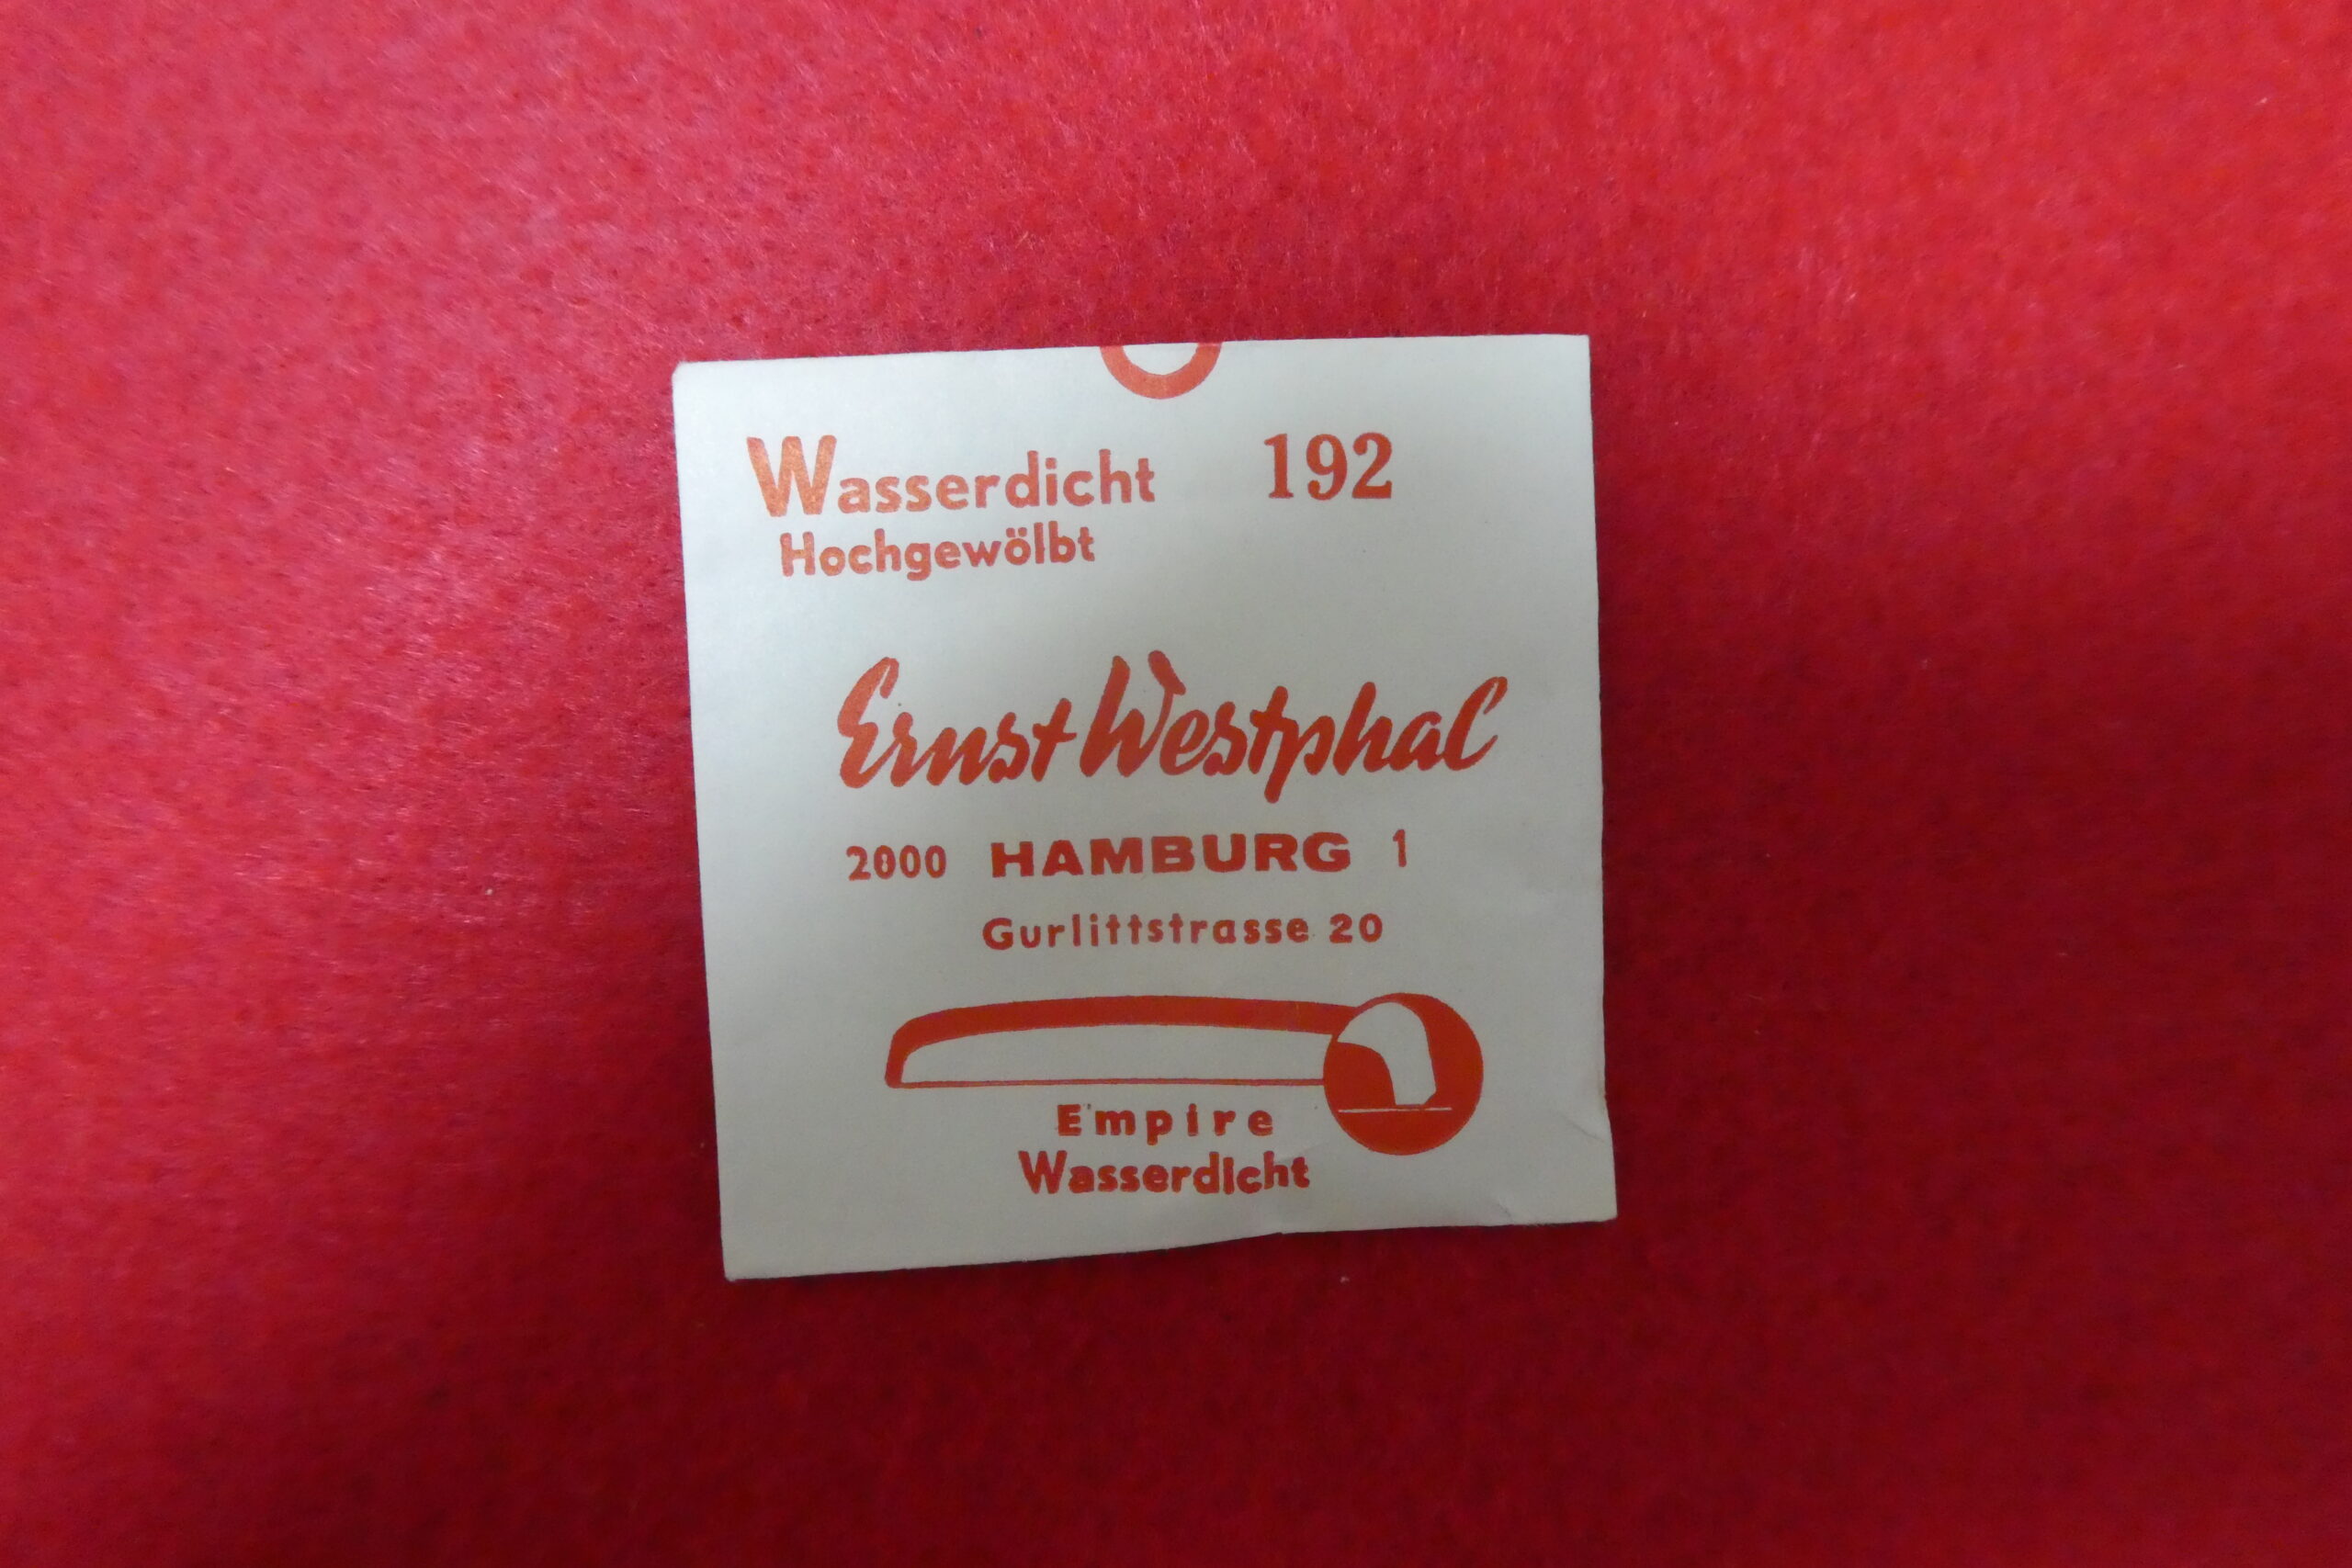 Wasserdicht 192
Hochgewölbt
Ernst Westphal
2000 HAMBURG 1
Gurlittstrasse 20
Empire
Wasserdicht